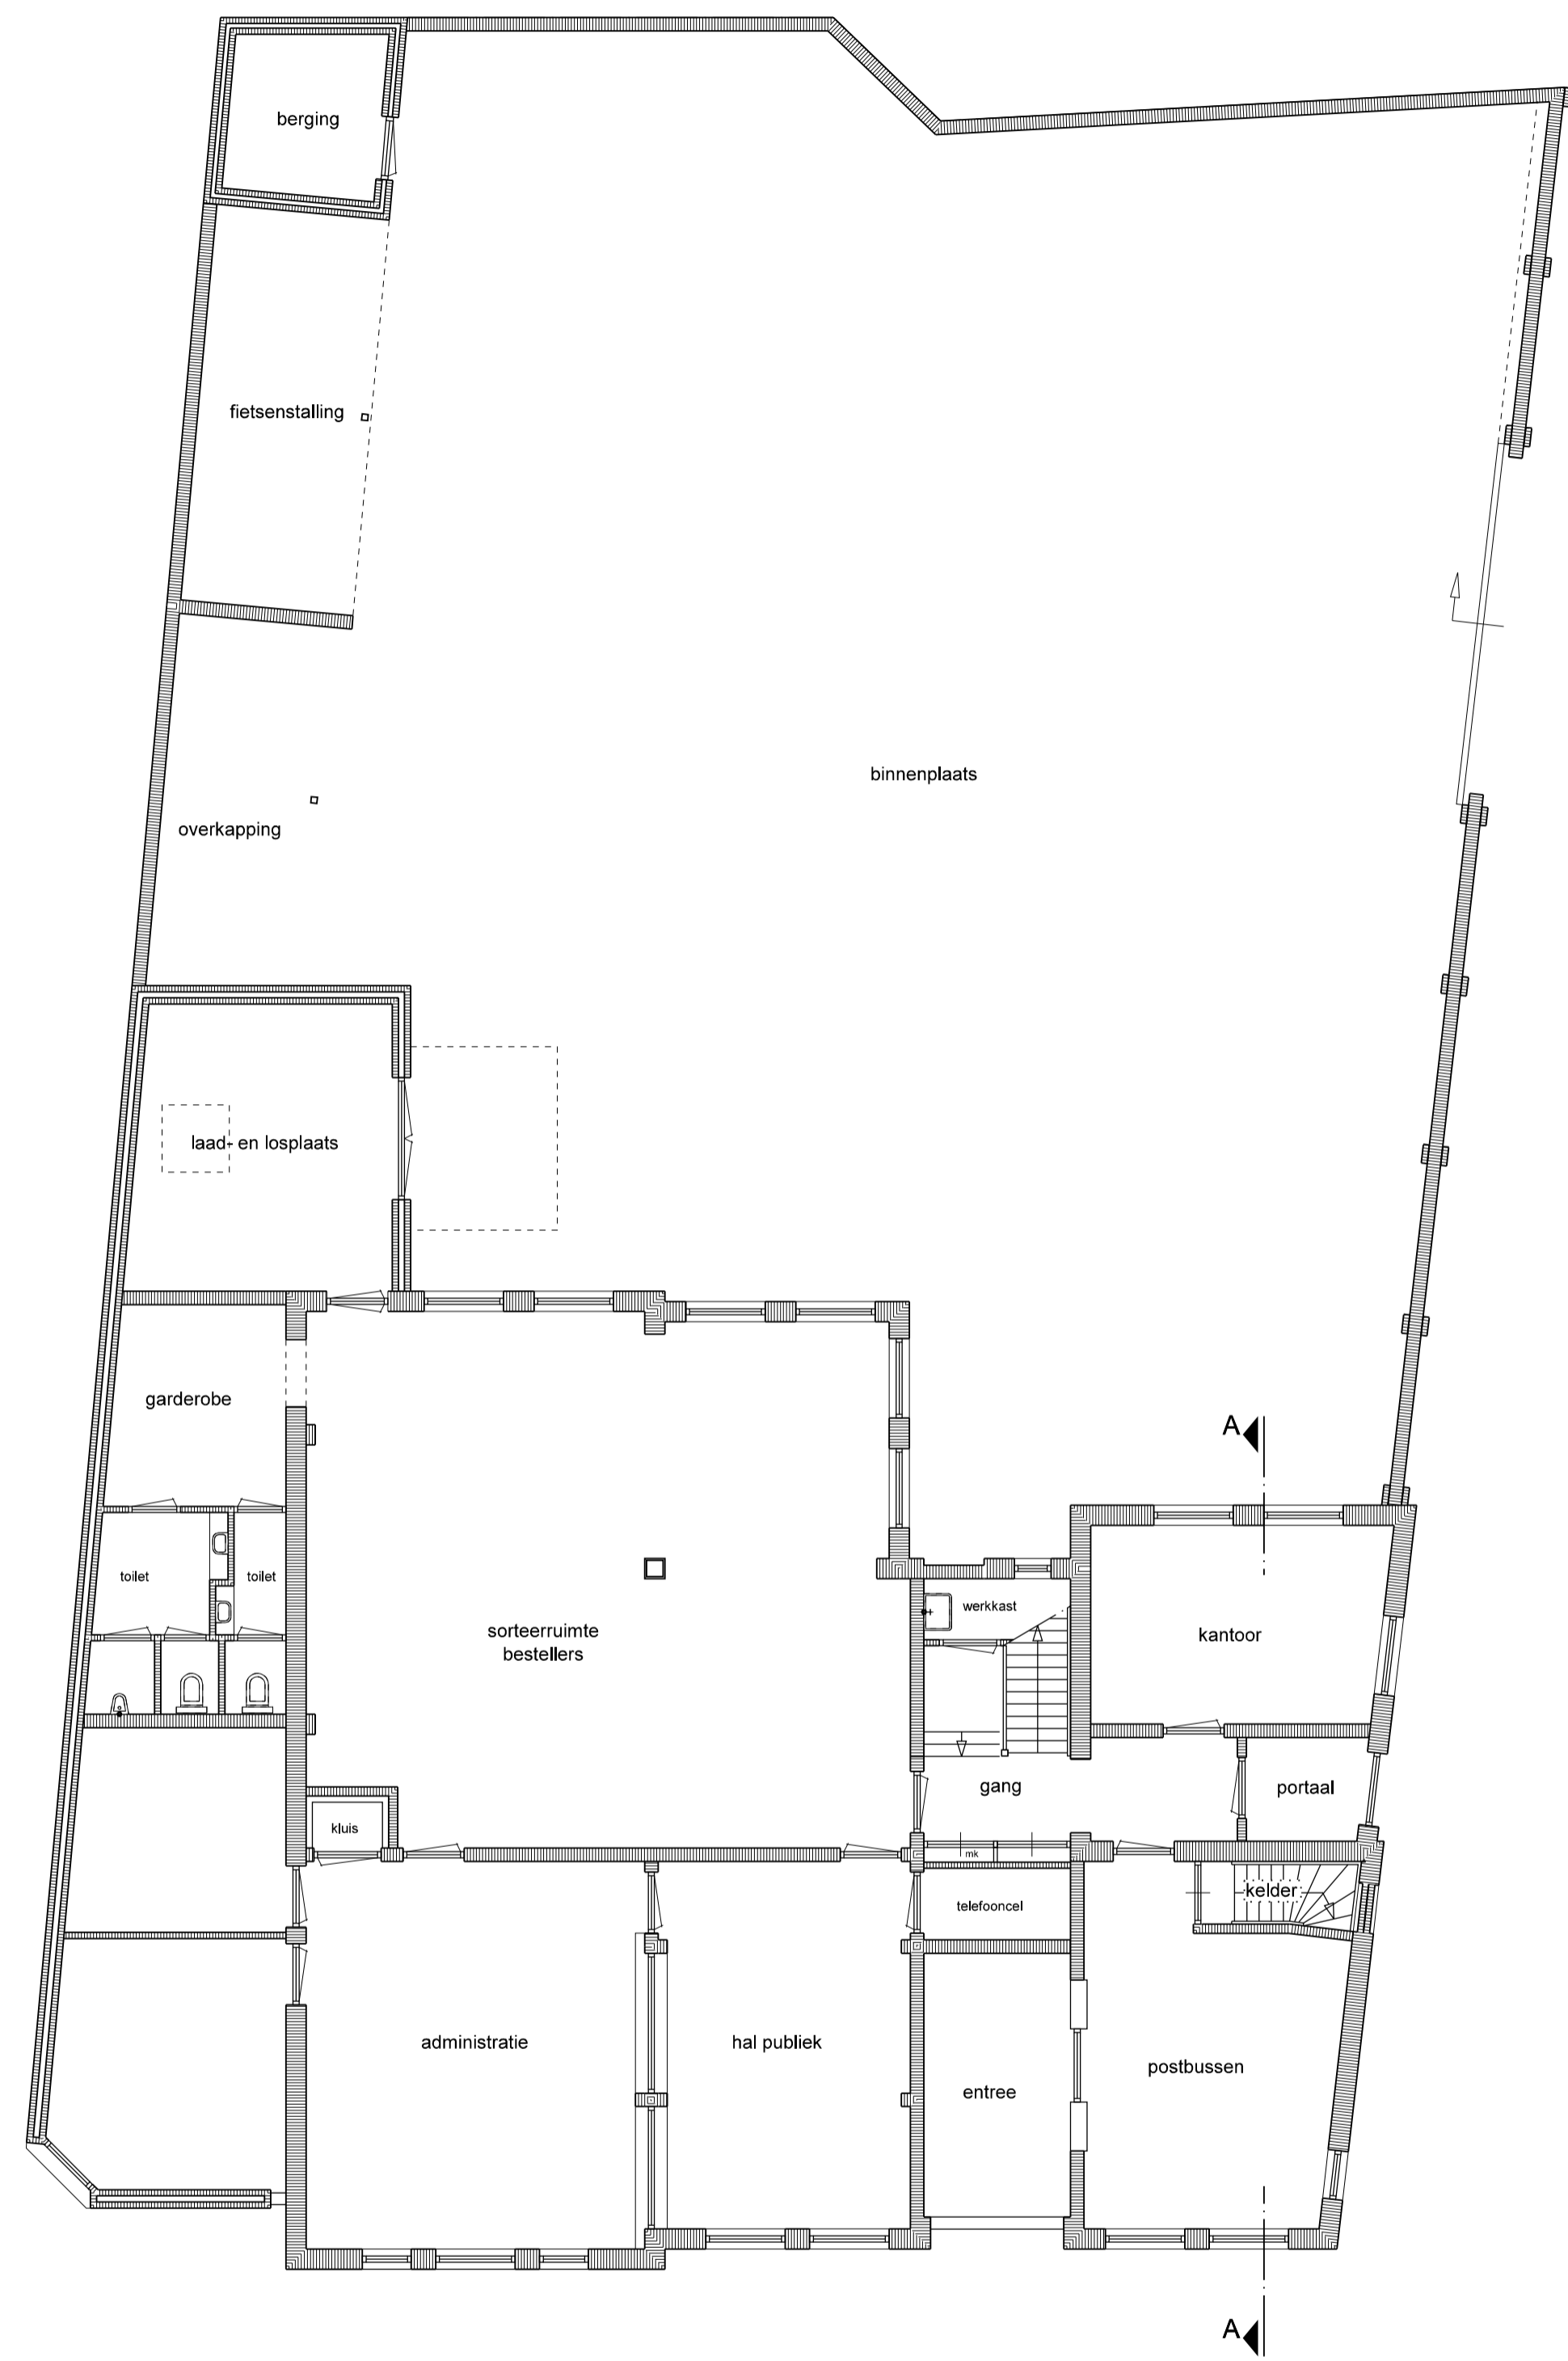 berging
fietsenstalling
binnenplaats
overkapping
laad- en losplaats
garderobe
A
toilet
toilet
werkkast
sorteerruimte
bestellers
kantoor
gang
portaal
kluis
mk
kelder
telefooncel
administratie
hal publiek
postbussen
entree
A